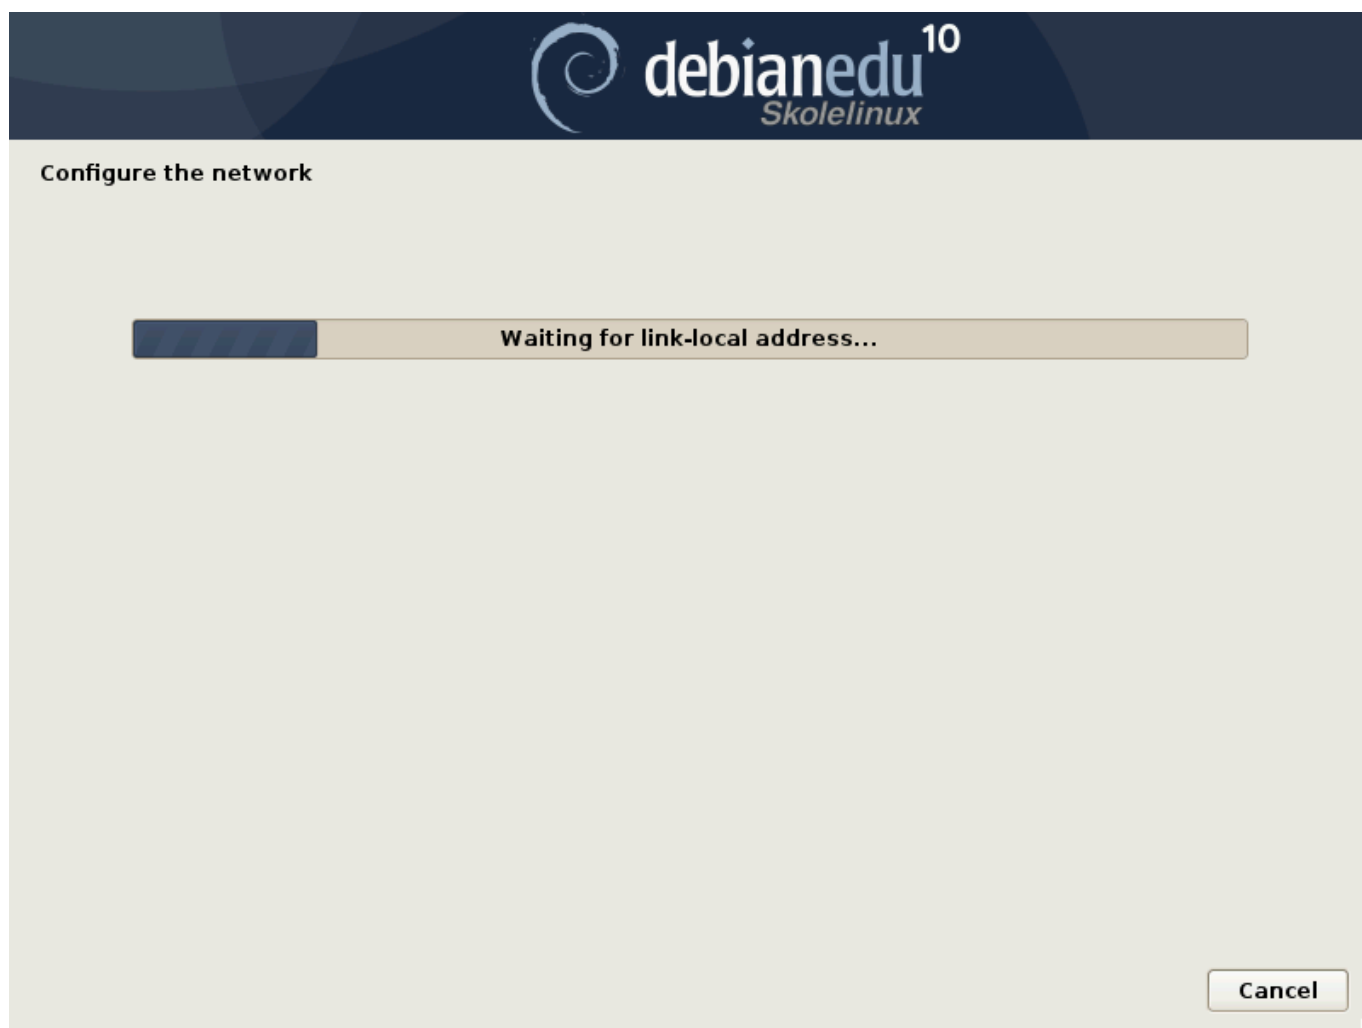 debianedu 10
Skolelinux
Configure the network
Waiting for link-local address...
Cancel